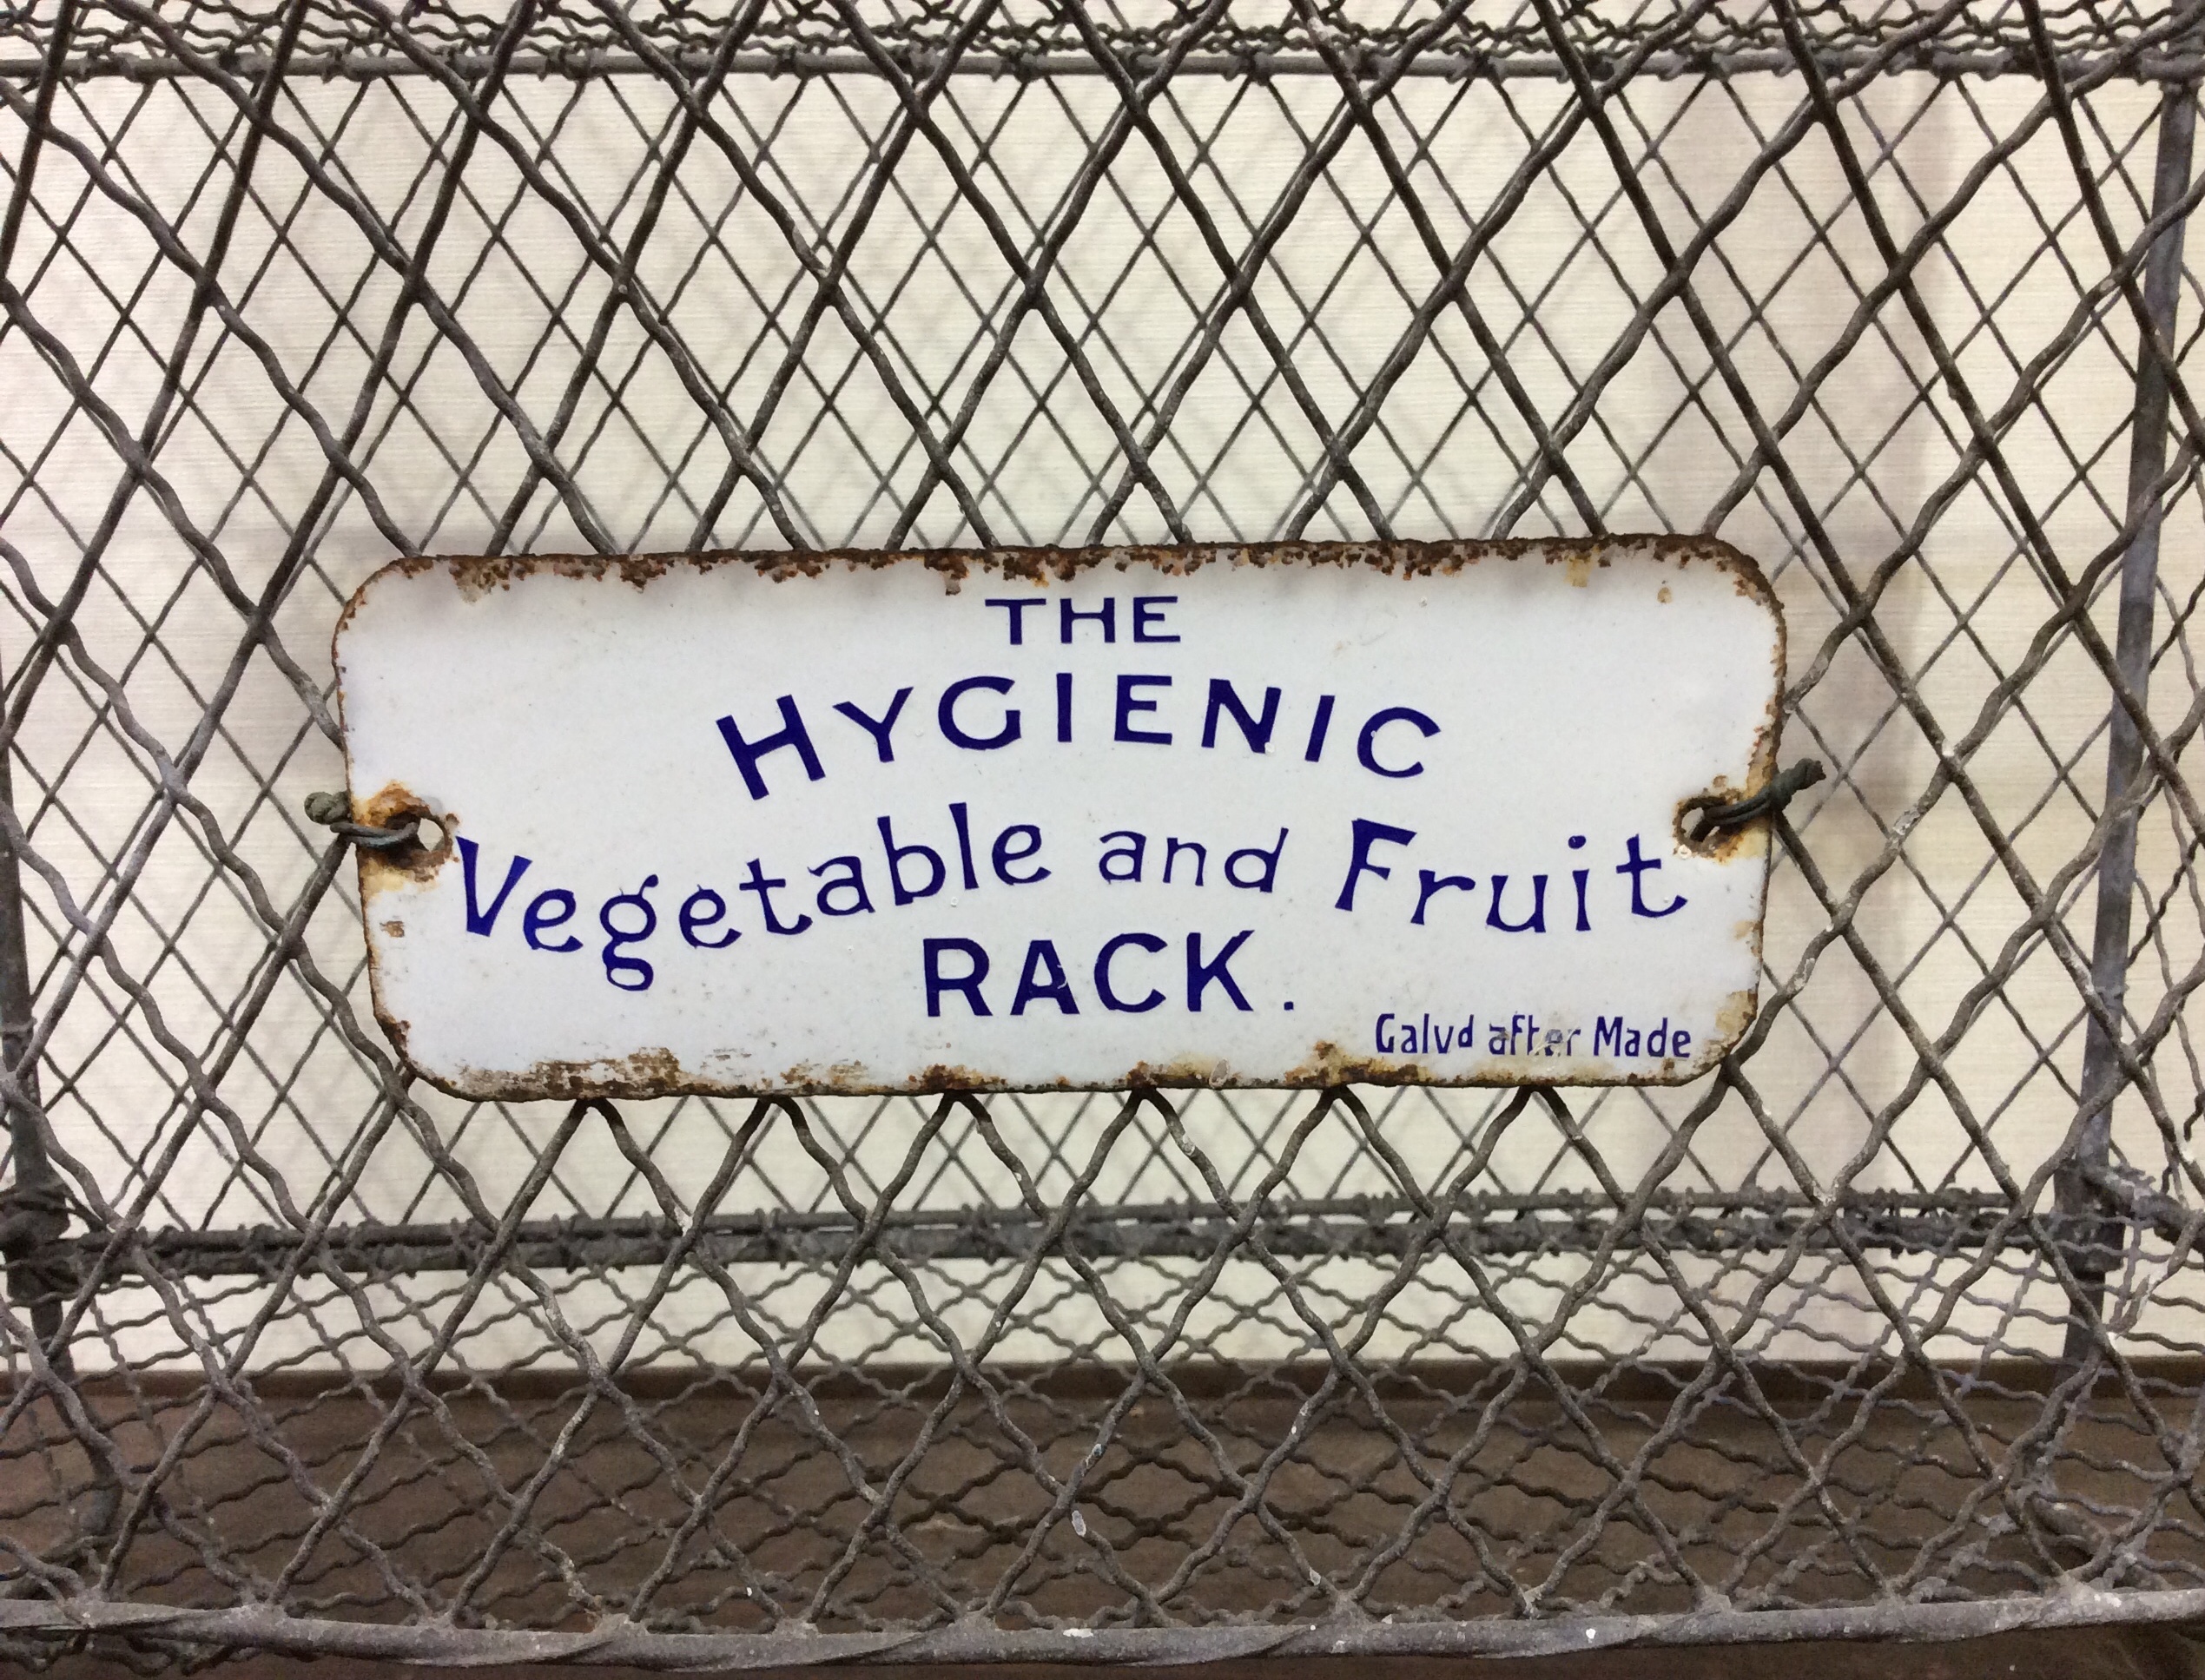 THE
HYGIENIC
Vegetable and Fruit
RACK.
Galvd after Made